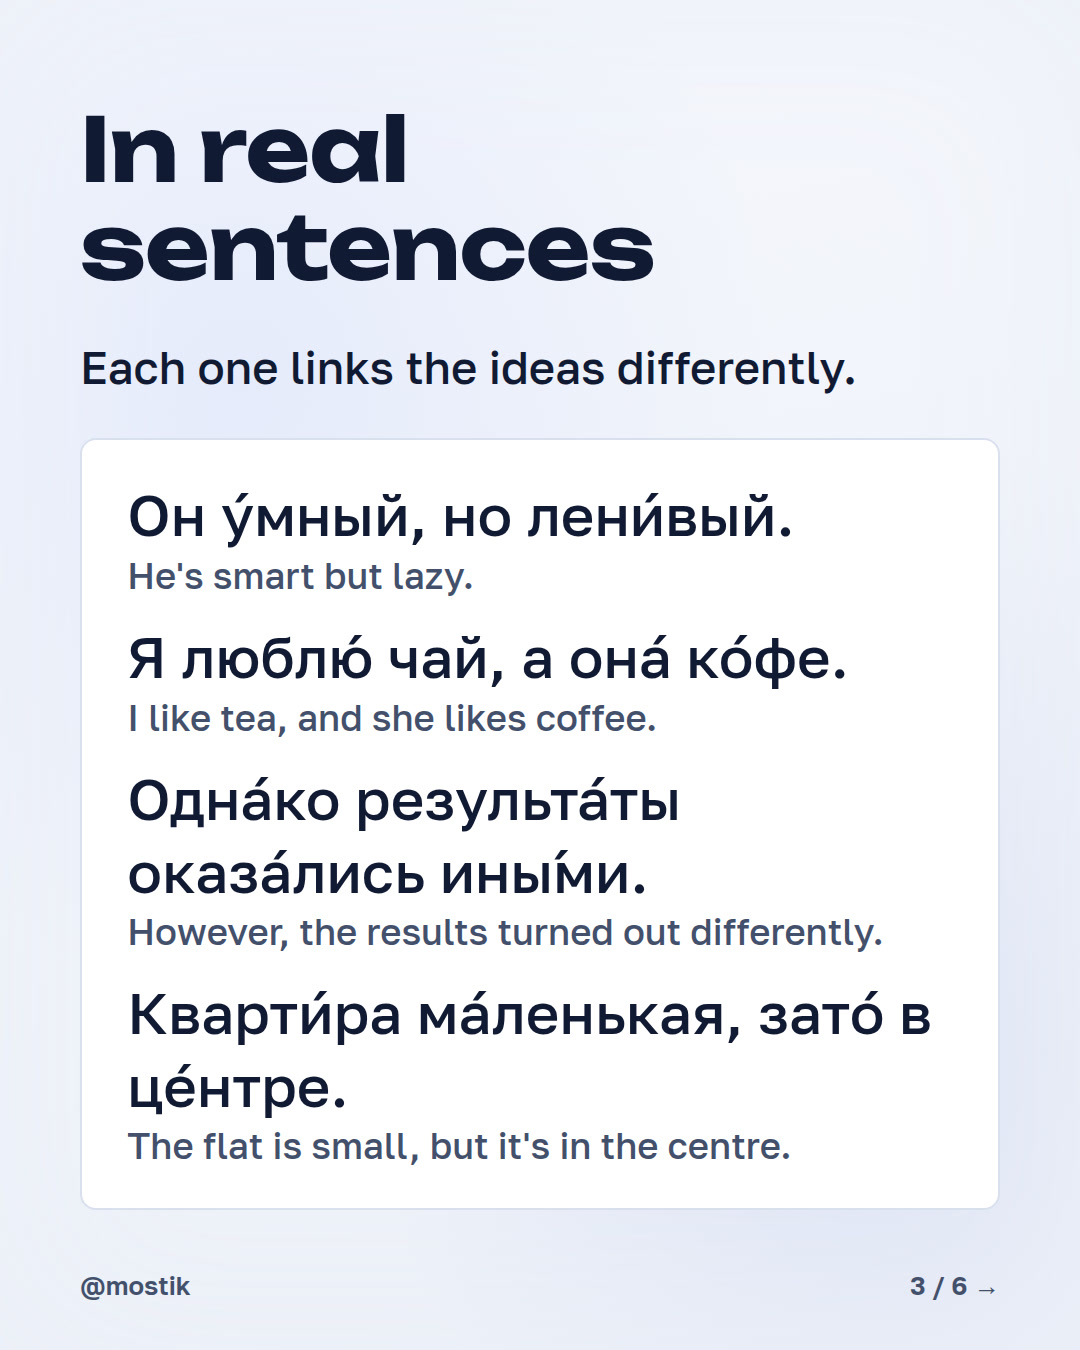 In real
sentences
Each one links the ideas differently.
Он у́мный, но лени́вый.
He's smart but lazy.
Я люблю́ чай, а она́ ко́фе.
I like tea, and she likes coffee.
Одна́ко результа́ты
оказа́лись ины́ми.
However, the results turned out differently.
Кварти́ра ма́ленькая, зато́ в
це́нтре.
The flat is small, but it's in the centre.
@mostik
3 / 6 →